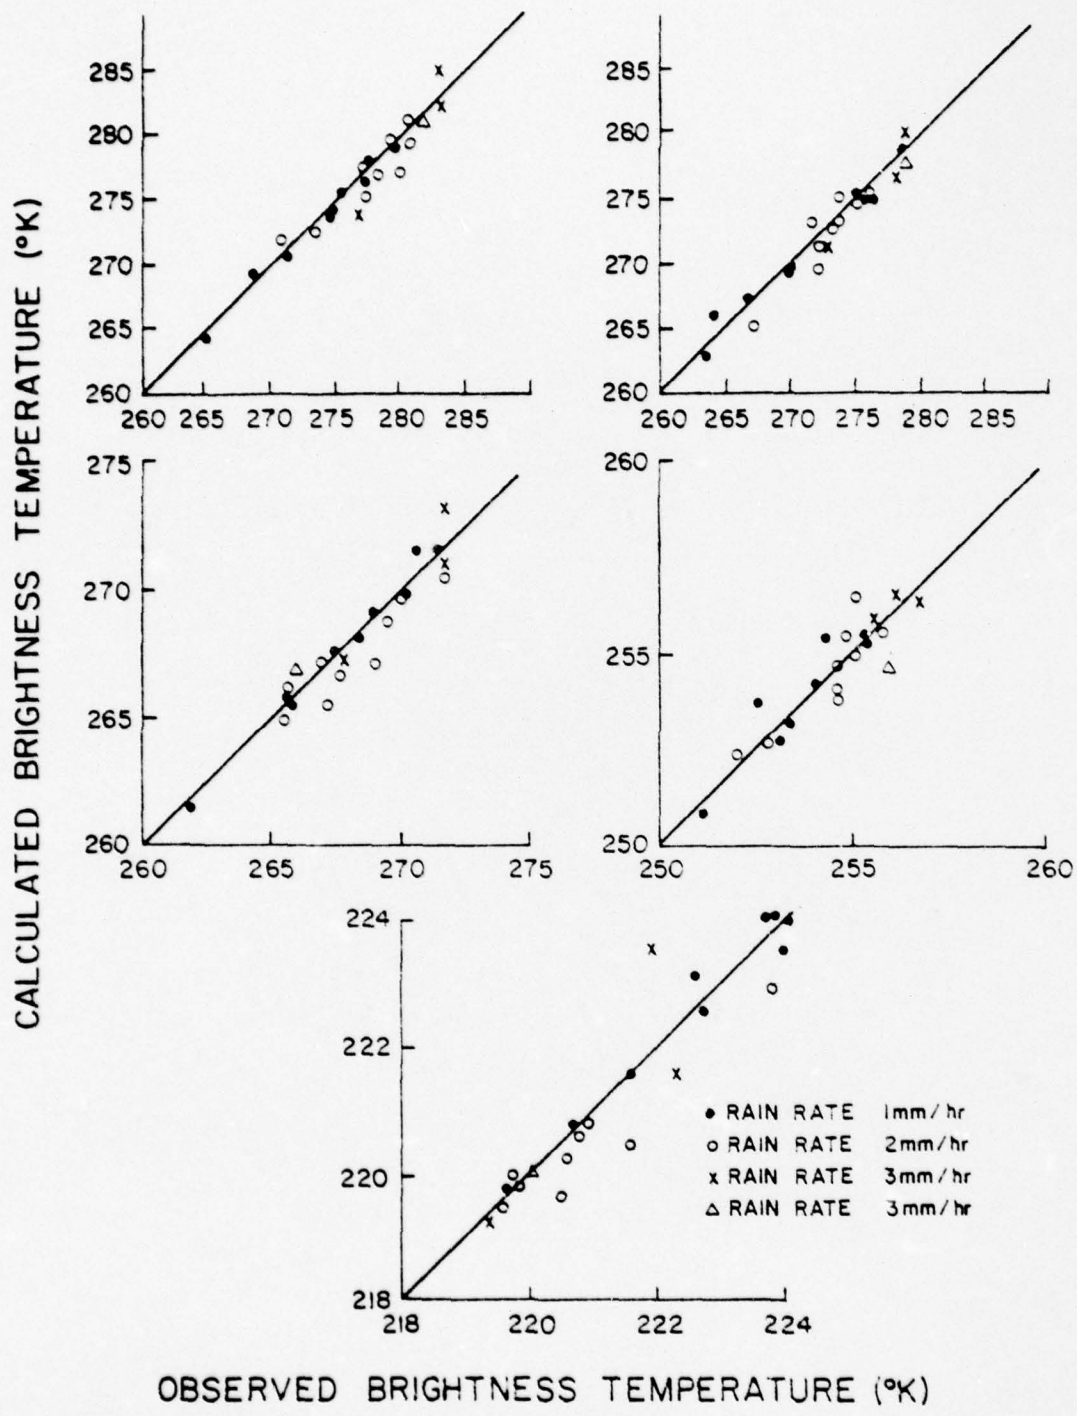 CALCULATED BRIGHTNESS TEMPERATURE (°K)
285
280
275
270
265
260
260 265 270 275 280 285
285
280
275
270
265
260
260 265 270 275 280 285
275
270
265
260
260 265 270 275
260
255
250
250 255 260
224
222
220
218
218 220 222 224
● RAIN RATE 1mm/hr
○ RAIN RATE 2mm/hr
x RAIN RATE 3mm/hr
△ RAIN RATE 3mm/hr
OBSERVED BRIGHTNESS TEMPERATURE (°K)